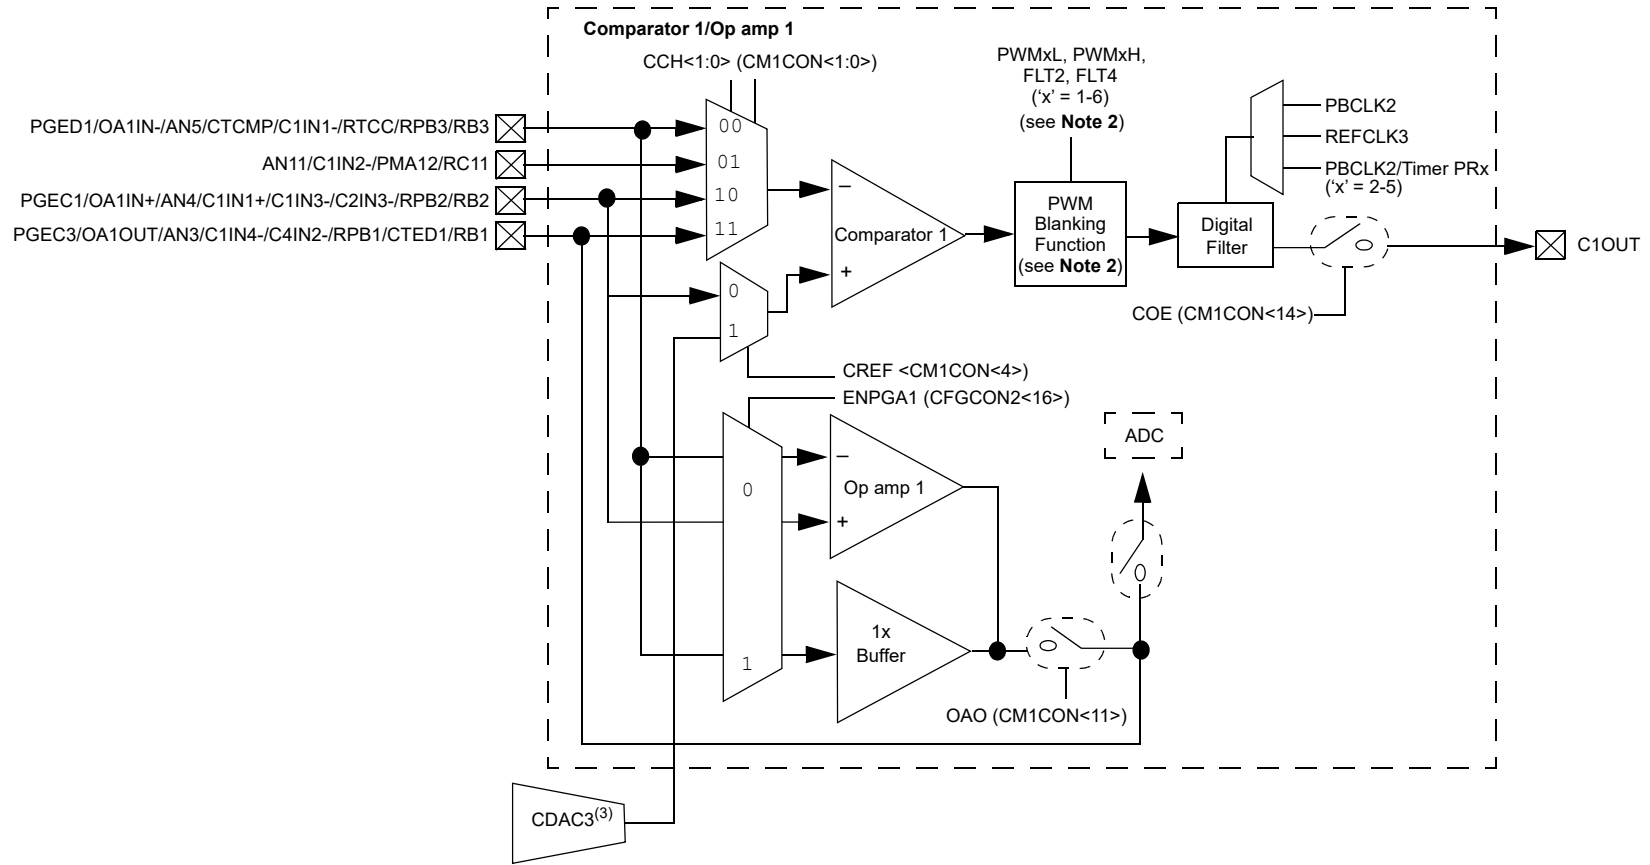 Comparator 1/Op amp 1
CCH<1:0> (CM1CON<1:0>)
PWMxL, PWMxH,
FLT2, FLT4
(‘x’ = 1-6)
(see Note 2)
PGED1/OA1IN-/AN5/CTCMP/C1IN1-/RTCC/RPB3/RB3
AN11/C1IN2-/PMA12/RC11
PGEC1/OA1IN+/AN4/C1IN1+/C1IN3-/C2IN3-/RPB2/RB2
PGEC3/OA1OUT/AN3/C1IN4-/C4IN2-/RPB1/CTED1/RB1
00
01
10
11
0
1
–
Comparator 1
+
PWM
Blanking
Function
(see Note 2)
Digital
Filter
PBCLK2
REFCLK3
PBCLK2/Timer PRx
(‘x’ = 2-5)
C1OUT
COE (CM1CON<14>)
CREF <CM1CON<4>)
ENPGA1 (CFGCON2<16>)
0
1
–
Op amp 1
+
1x
Buffer
ADC
OAO (CM1CON<11>)
CDAC3(3)